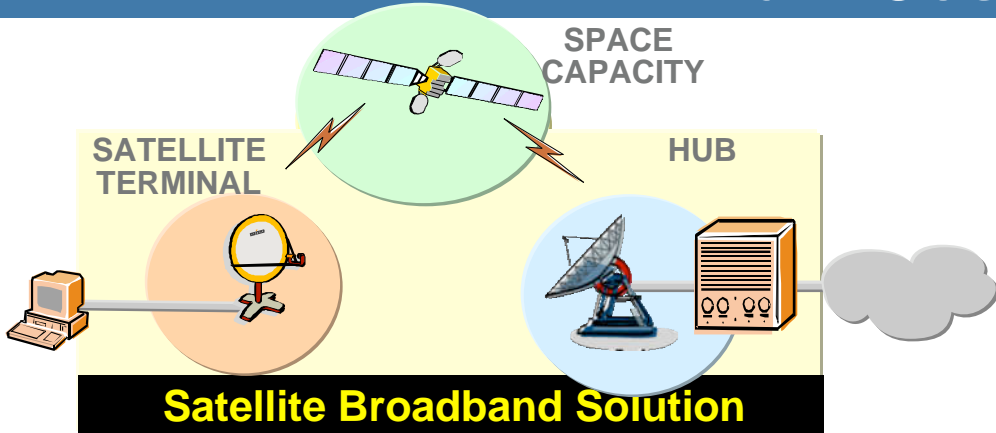 SPACE
CAPACITY
SATELLITE
TERMINAL
HUB
Satellite Broadband Solution